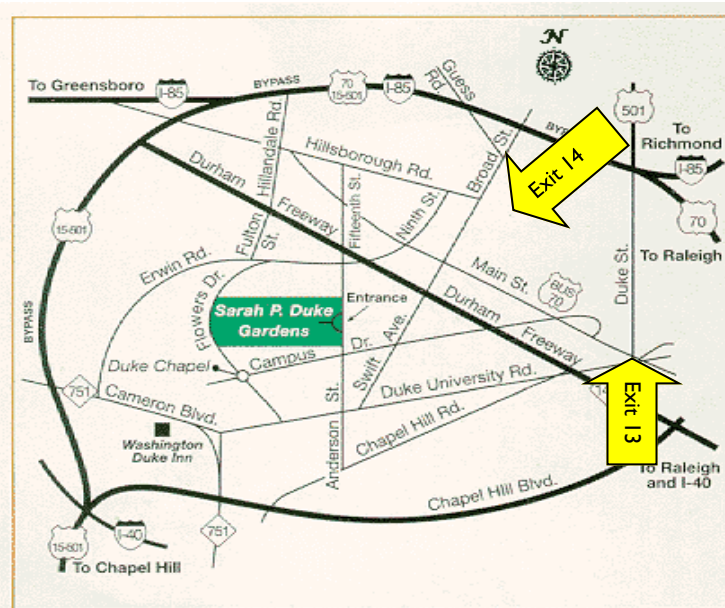 N
To Greensboro
I-85
BYPASS
70
15-501
I-85
Guess
Rd.
501
To
Richmond
I-85
70
To Raleigh
Exit 14
Broad St.
Hillandale Rd.
Hillsborough Rd.
Durham
Freeway
Fulton
St.
Fifteenth St.
Ninth St.
15-501
BYPASS
Erwin Rd.
Flowers Dr.
Main St.
BUS
70
Duke St.
Sarah P. Duke
Gardens
Entrance
Durham
Freeway
Campus
Dr.
Swift
Ave.
Duke Chapel
751
Cameron Blvd.
Duke University Rd.
Chapel Hill Rd.
Anderson
St.
Washington
Duke Inn
Exit 13
To Raleigh
and I-40
Chapel Hill Blvd.
751
I-40
15-501
To Chapel Hill